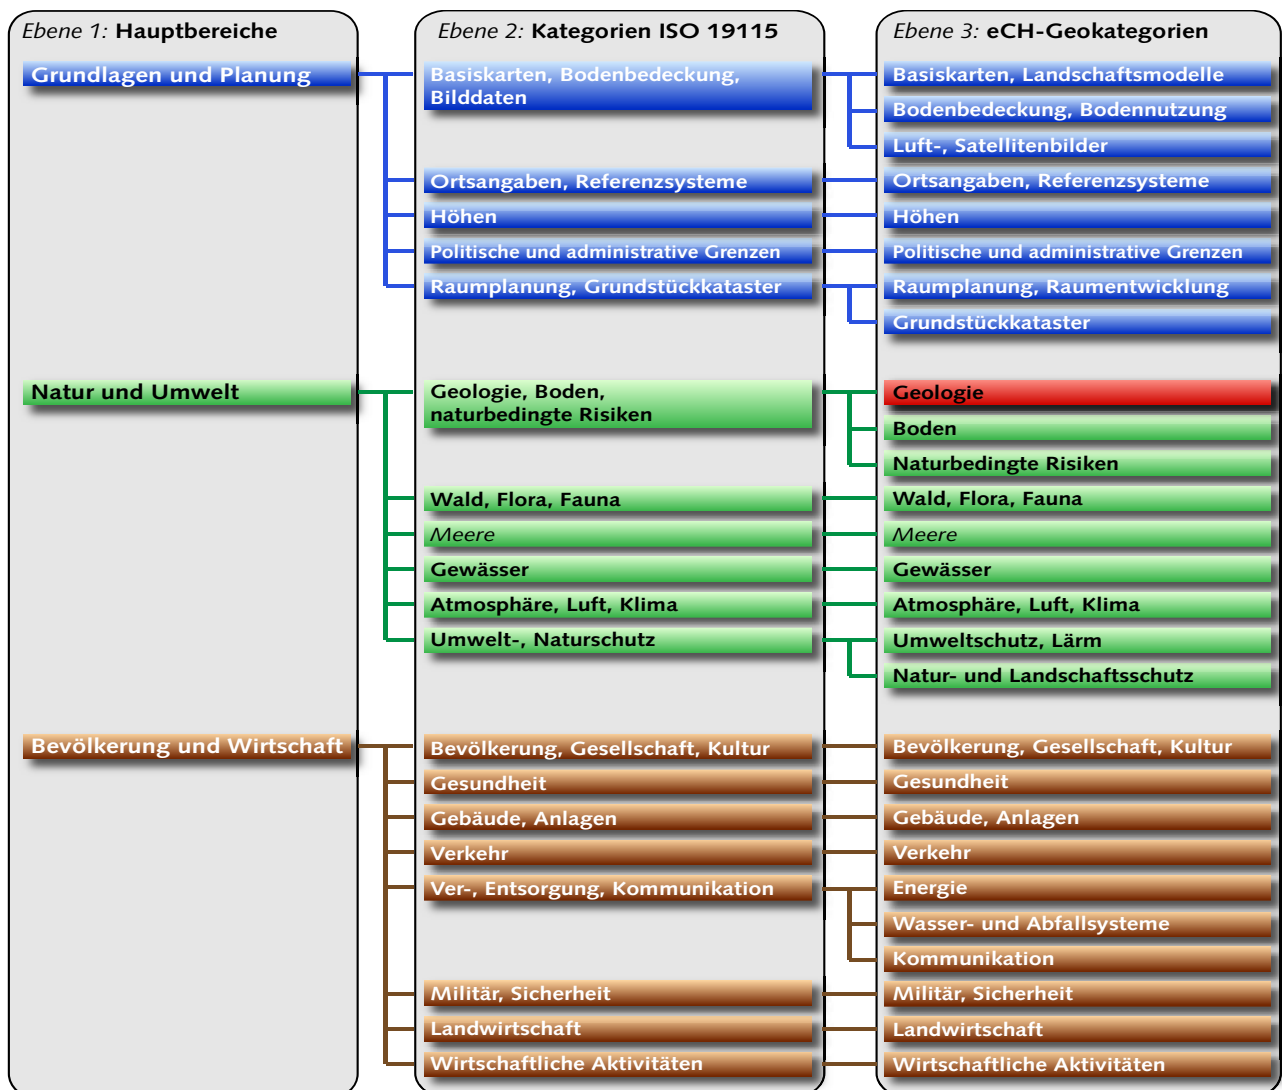 Ebene 1: Hauptbereiche
Grundlagen und Planung
Natur und Umwelt
Bevölkerung und Wirtschaft
Ebene 2: Kategorien ISO 19115
Basiskarten, Bodenbedeckung,
Bilddaten
Ortsangaben, Referenzsysteme
Höhen
Politische und administrative Grenzen
Raumplanung, Grundstückkataster
Geologie, Boden,
naturbedingte Risiken
Wald, Flora, Fauna
Meere
Gewässer
Atmosphäre, Luft, Klima
Umwelt-, Naturschutz
Bevölkerung, Gesellschaft, Kultur
Gesundheit
Gebäude, Anlagen
Verkehr
Ver-, Entsorgung, Kommunikation
Militär, Sicherheit
Landwirtschaft
Wirtschaftliche Aktivitäten
Ebene 3: eCH-Geokategorien
Basiskarten, Landschaftsmodelle
Bodenbedeckung, Bodennutzung
Luft-, Satellitenbilder
Ortsangaben, Referenzsysteme
Höhen
Politische und administrative Grenzen
Raumplanung, Raumentwicklung
Grundstückkataster
Geologie
Boden
Naturbedingte Risiken
Wald, Flora, Fauna
Meere
Gewässer
Atmosphäre, Luft, Klima
Umweltschutz, Lärm
Natur- und Landschaftsschutz
Bevölkerung, Gesellschaft, Kultur
Gesundheit
Gebäude, Anlagen
Verkehr
Energie
Wasser- und Abfallsysteme
Kommunikation
Militär, Sicherheit
Landwirtschaft
Wirtschaftliche Aktivitäten